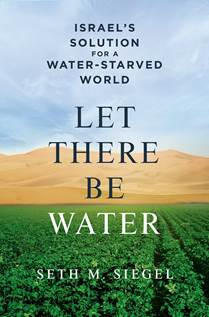 ISRAEL'S
SOLUTION
FOR A
WATER-STARVED
WORLD
LET
THERE
BE
WATER
SETH M. SIEGEL